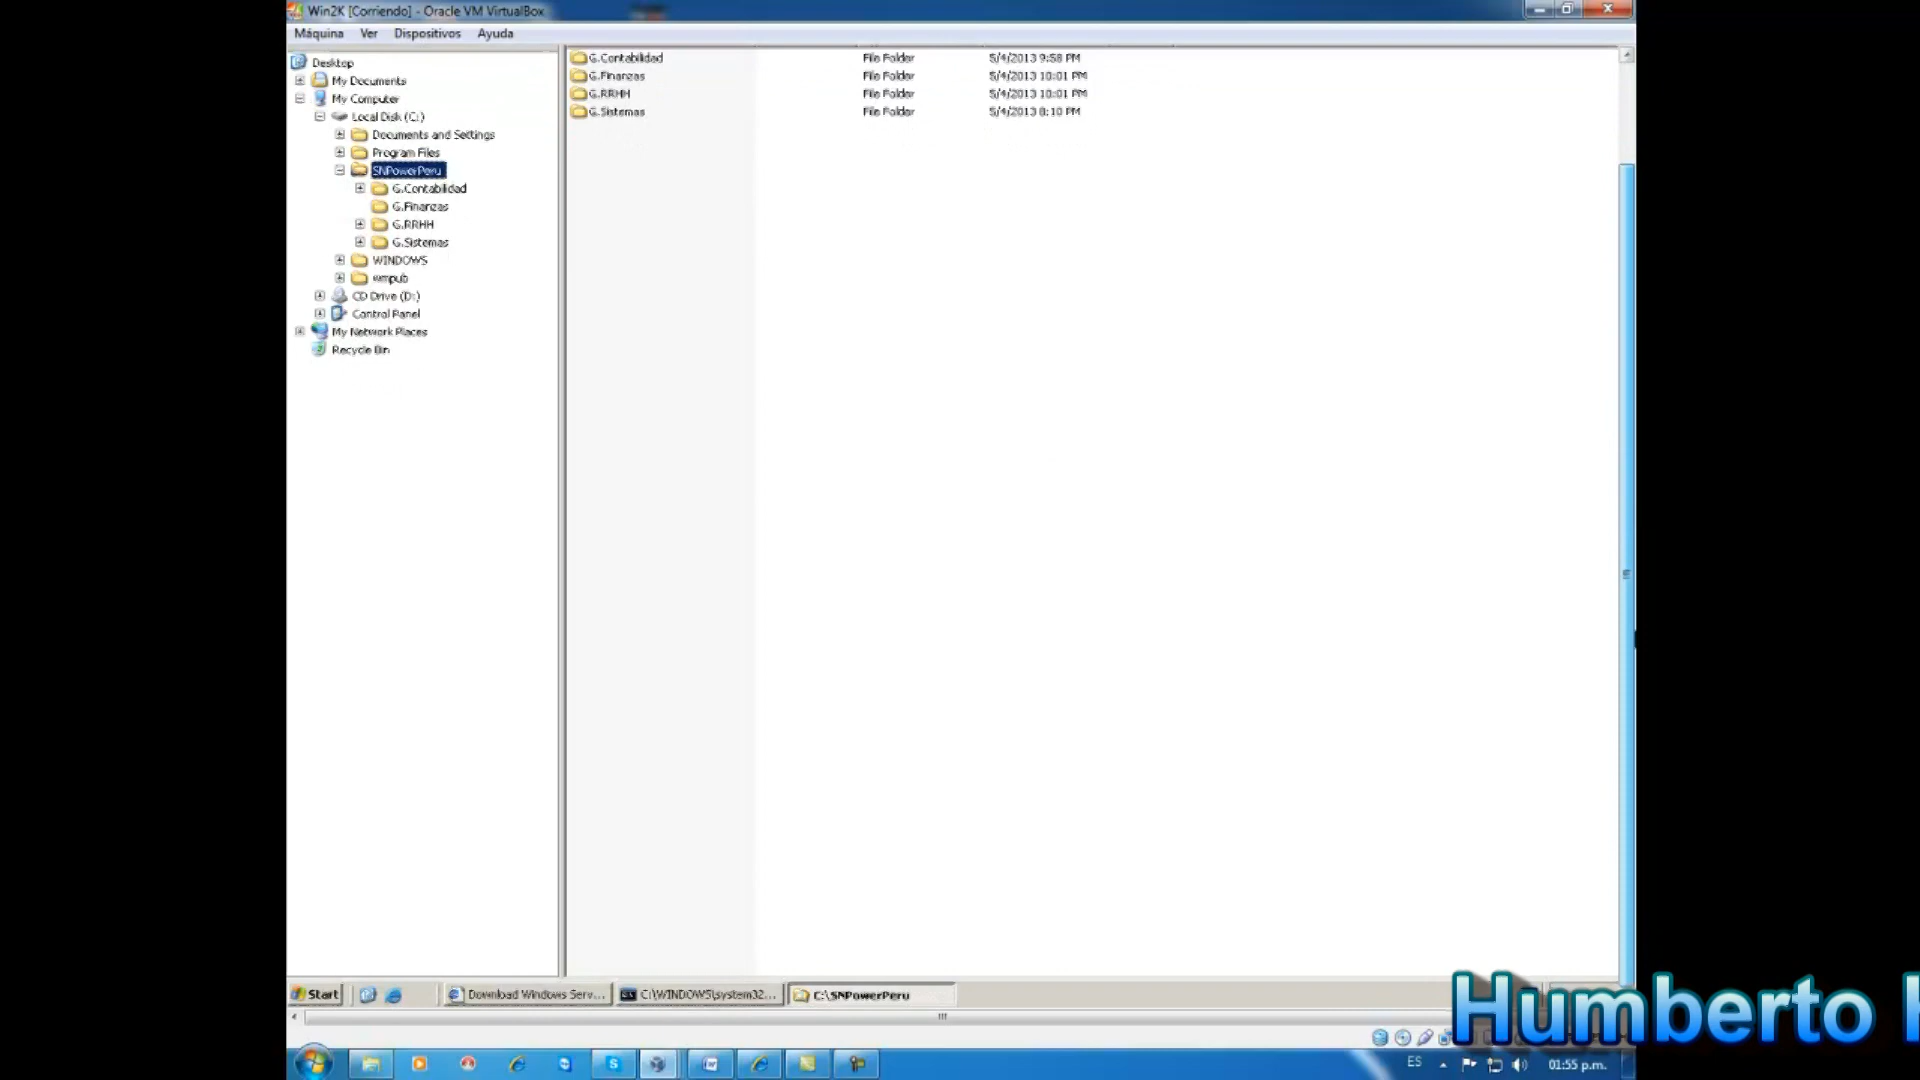 Win2K [Corriendo] - Oracle VM VirtualBox
Máquina Ver Dispositivos Ayuda
Desktop
My Documents
My Computer
Local Disk (C:)
Documents and Settings
Program Files
SNPowerPeru
G.Contabilidad
G.Finanzas
G.RRHH
G.Sistemas
WINDOWS
wmpub
CD Drive (D:)
Control Panel
My Network Places
Recycle Bin
G.Contabilidad File Folder 5/4/2013 9:58 PM
G.Finanzas File Folder 5/4/2013 10:01 PM
G.RRHH File Folder 5/4/2013 10:01 PM
G.Sistemas File Folder 5/4/2013 8:10 PM
Start Download Windows Serv... C:\WINDOWS\system32... C:\SNPowerPeru
Humberto
ES 01:55 p.m.